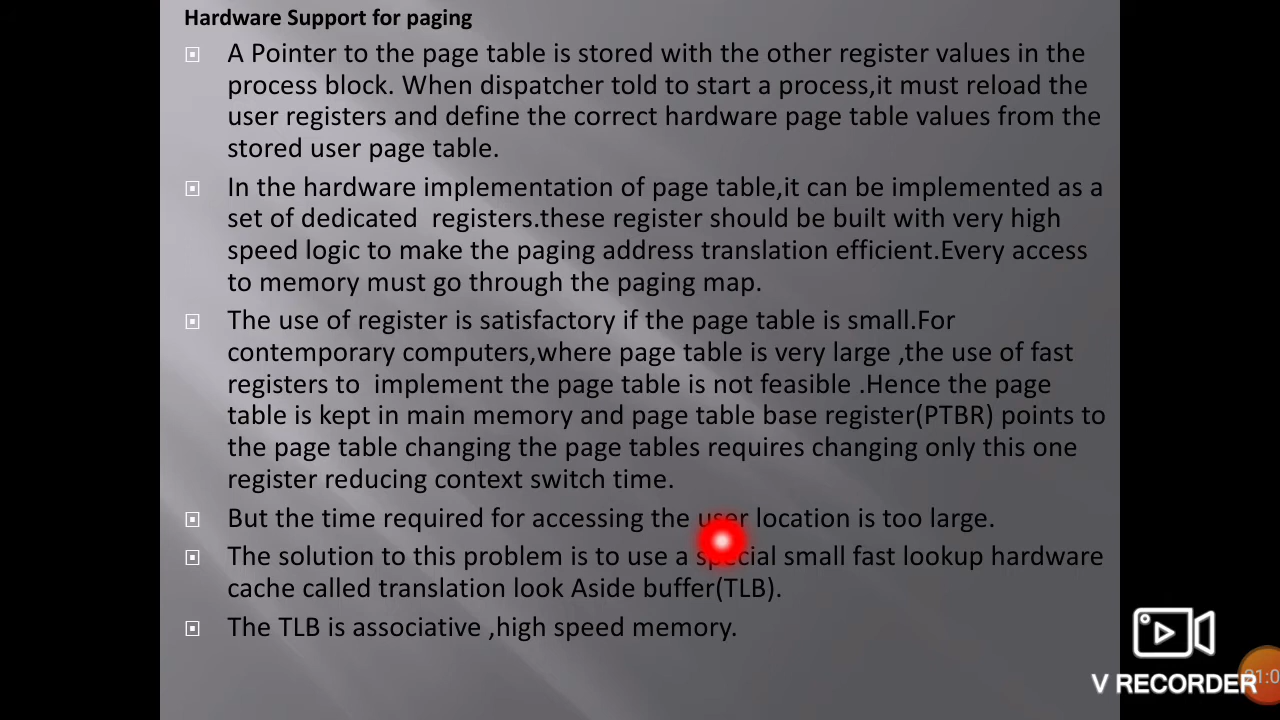 Hardware Support for paging
A Pointer to the page table is stored with the other register values in the
process block. When dispatcher told to start a process,it must reload the
user registers and define the correct hardware page table values from the
stored user page table.
In the hardware implementation of page table,it can be implemented as a
set of dedicated  registers.these register should be built with very high
speed logic to make the paging address translation efficient.Every access
to memory must go through the paging map.
The use of register is satisfactory if the page table is small.For
contemporary computers,where page table is very large ,the use of fast
registers to  implement the page table is not feasible .Hence the page
table is kept in main memory and page table base register(PTBR) points to
the page table changing the page tables requires changing only this one
register reducing context switch time.
But the time required for accessing the user location is too large.
The solution to this problem is to use a special small fast lookup hardware
cache called translation look Aside buffer(TLB).
The TLB is associative ,high speed memory.
V RECORDER